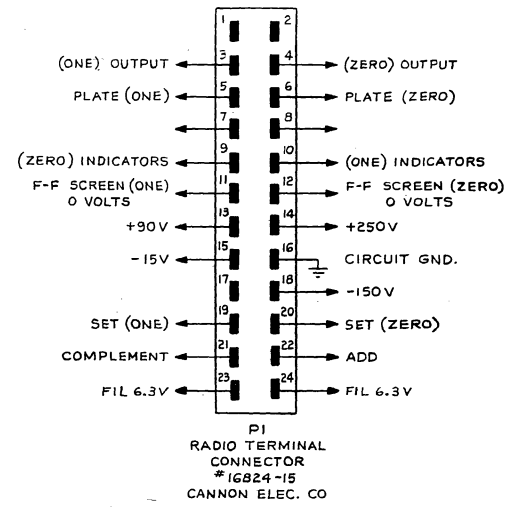 1 2
(ONE) OUTPUT 3 4 (ZERO) OUTPUT
PLATE (ONE) 5 6 PLATE (ZERO)
7 8
(ZERO) INDICATORS 9 10 (ONE) INDICATORS
F-F SCREEN (ONE) 11 12 F-F SCREEN (ZERO)
0 VOLTS 0 VOLTS
+90V 13 14 +250V
-15V 15 16 CIRCUIT GND.
17 18 -150V
SET (ONE) 19 20 SET (ZERO)
COMPLEMENT 21 22 ADD
FIL 6.3V 23 24 FIL 6.3V
P1
RADIO TERMINAL
CONNECTOR
#16824-15
CANNON ELEC. CO